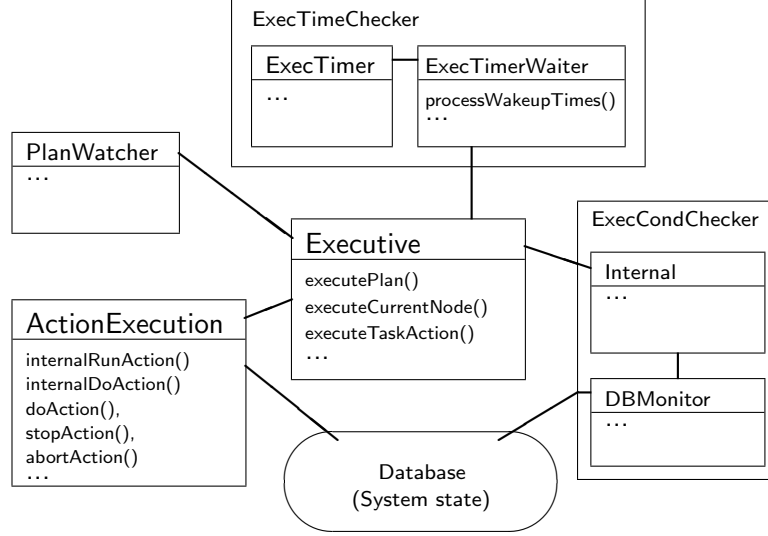 ExecTimeChecker
ExecTimer
...
ExecTimerWaiter
processWakeupTimes()
...
PlanWatcher
...
Executive
executePlan()
executeCurrentNode()
executeTaskAction()
...
ExecCondChecker
Internal
...
DBMonitor
...
ActionExecution
internalRunAction()
internalDoAction()
doAction(),
stopAction(),
abortAction()
...
Database
(System state)